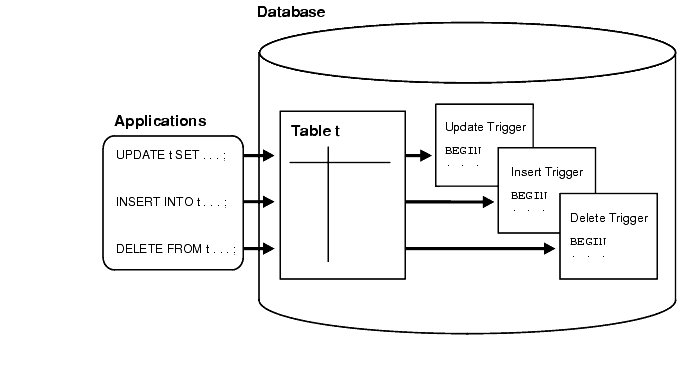 Database
Applications
UPDATE t SET . . . ;
INSERT INTO t . . . ;
DELETE FROM t . . . ;
Table t
Update Trigger
BEGIN
. . .
Insert Trigger
BEGIN
. . .
Delete Trigger
BEGIN
. . .